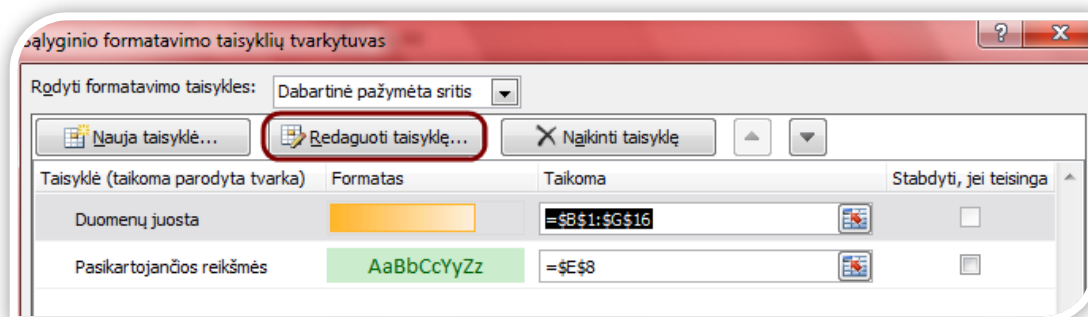 Sąlyginio formatavimo taisyklių tvarkytuvas
Rodyti formatavimo taisykles: Dabartinė pažymėta sritis
Nauja taisyklė... Redaguoti taisyklę... Naikinti taisyklę
Taisyklė (taikoma parodyta tvarka) Formatas Taikoma Stabdyti, jei teisinga
Duomenų juosta =$B$1:$G$16
Pasikartojančios reikšmės AaBbCcYyZz =$E$8